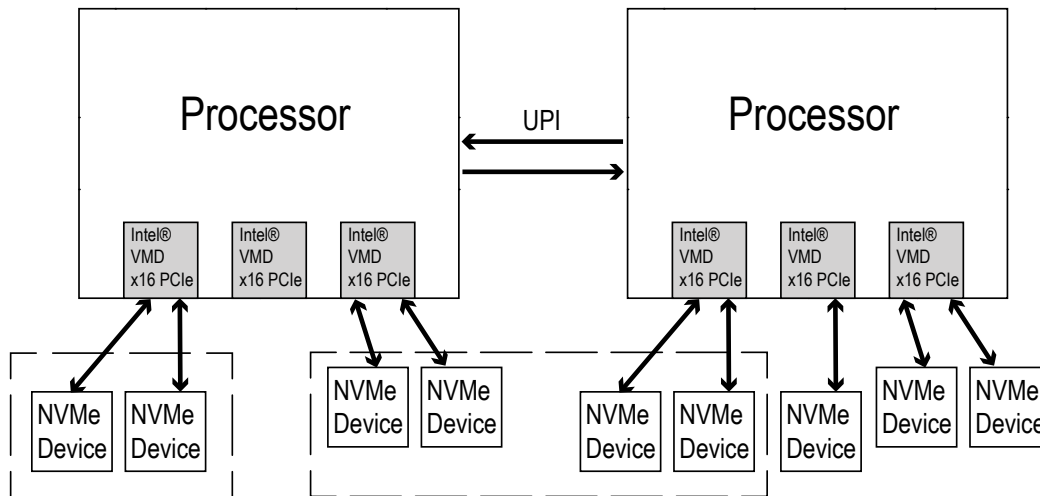 Processor
UPI
Processor
Intel®
VMD
x16 PCIe
Intel®
VMD
x16 PCIe
Intel®
VMD
x16 PCIe
Intel®
VMD
x16 PCIe
Intel®
VMD
x16 PCIe
Intel®
VMD
x16 PCIe
NVMe
Device
NVMe
Device
NVMe
Device
NVMe
Device
NVMe
Device
NVMe
Device
NVMe
Device
NVMe
Device
NVMe
Device